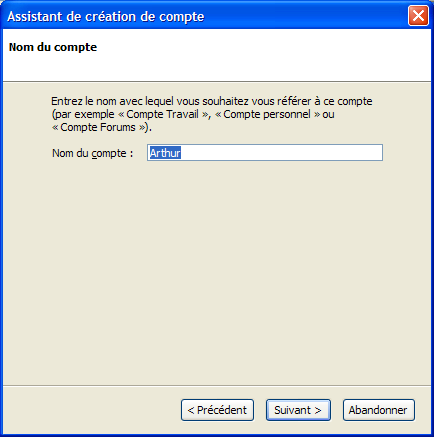 Assistant de création de compte
Nom du compte
Entrez le nom avec lequel vous souhaitez vous référer à ce compte
(par exemple « Compte Travail », « Compte personnel » ou
« Compte Forums »).
Nom du compte : Arthur
< Précédent Suivant > Abandonner